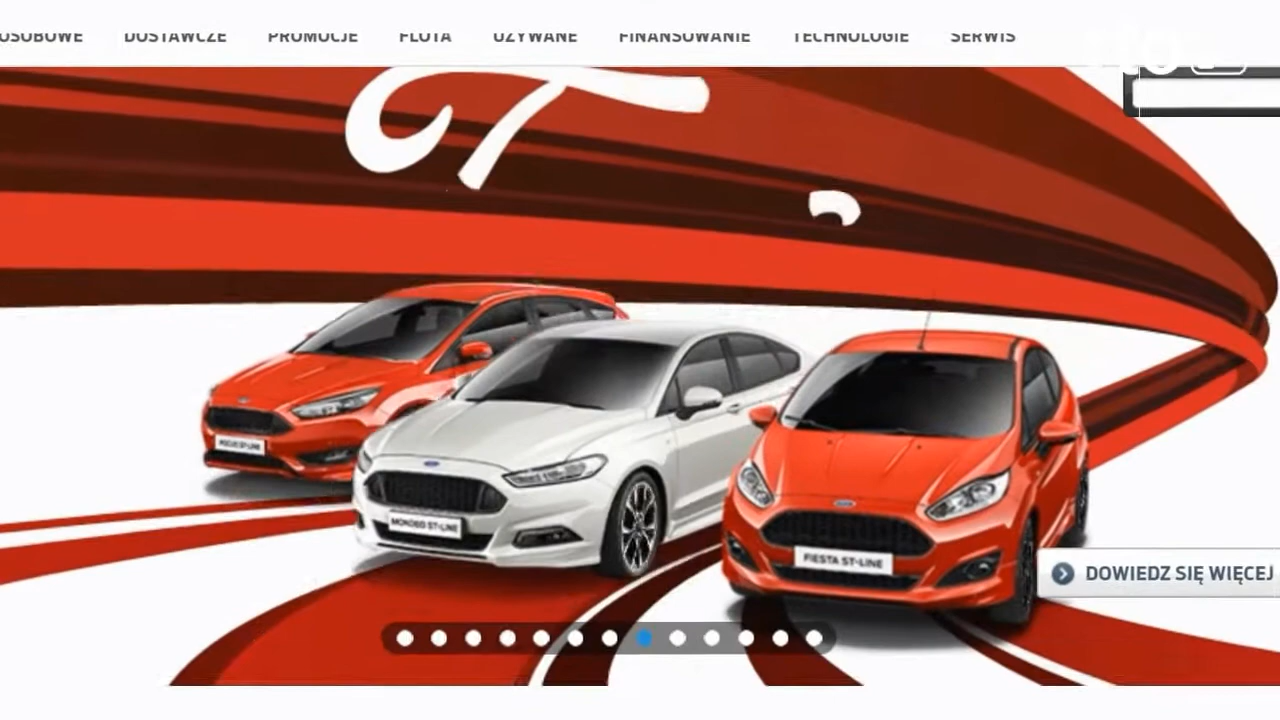 OSOBOWE DOSTAWCZE PROMOCJE FLOTA UŻYWANE FINANSOWANIE TECHNOLOGIE SERWIS
FOCUS ST-LINE
MONDEO ST-LINE
FIESTA ST-LINE
DOWIEDZ SIĘ WIĘCEJ